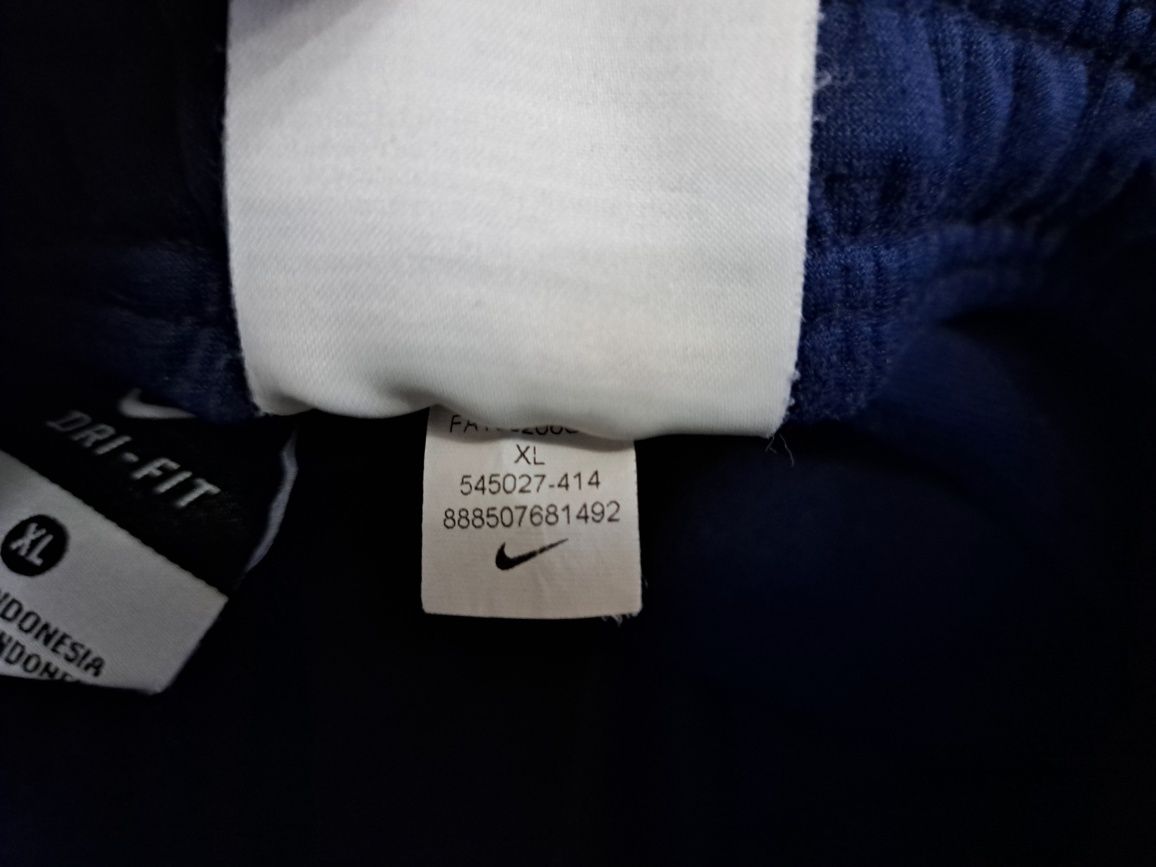 XL
545027-414
888507681492
DRI-FIT
XL
INDONESIA